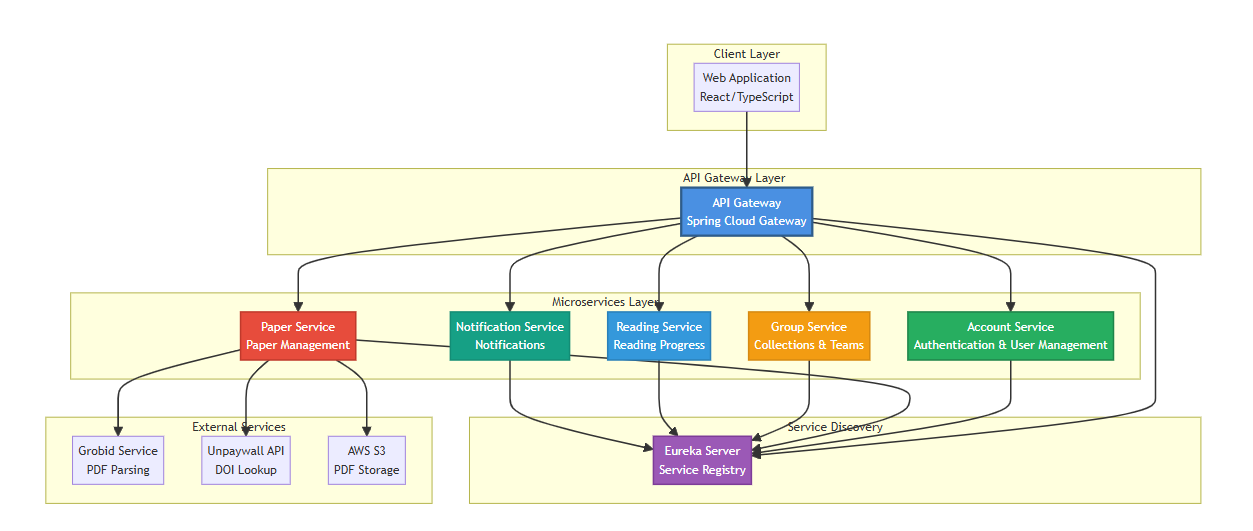 Client Layer
Web Application
React/TypeScript
API Gateway Layer
API Gateway
Spring Cloud Gateway
Microservices Layer
Paper Service
Paper Management
Notification Service
Notifications
Reading Service
Reading Progress
Group Service
Collections & Teams
Account Service
Authentication & User Management
External Services
Grobid Service
PDF Parsing
Unpaywall API
DOI Lookup
AWS S3
PDF Storage
Service Discovery
Eureka Server
Service Registry